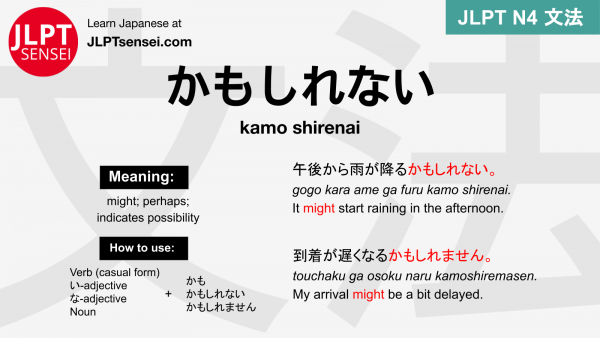 JLPT
SENSEI
Learn Japanese at
JLPTsensei.com
JLPT N4 文法
文法
かもしれない
kamo shirenai
Meaning:
might; perhaps;
indicates possibility
How to use:
Verb (casual form)
い-adjective
な-adjective
Noun
+
かも
かもしれない
かもしれません
午後から雨が降るかもしれない。
gogo kara ame ga furu kamo shirenai.
It might start raining in the afternoon.
到着が遅くなるかもしれません。
touchaku ga osoku naru kamoshiremasen.
My arrival might be a bit delayed.